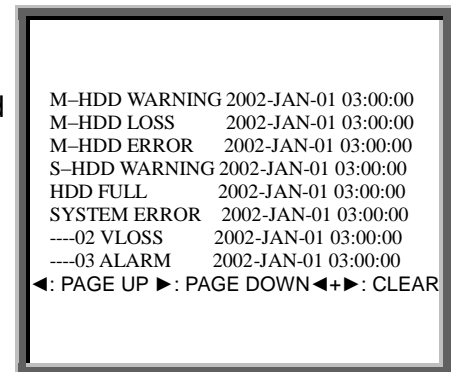 M–HDD WARNING 2002-JAN-01 03:00:00
M–HDD LOSS 2002-JAN-01 03:00:00
M–HDD ERROR 2002-JAN-01 03:00:00
S–HDD WARNING 2002-JAN-01 03:00:00
HDD FULL 2002-JAN-01 03:00:00
SYSTEM ERROR 2002-JAN-01 03:00:00
----02 VLOSS 2002-JAN-01 03:00:00
----03 ALARM 2002-JAN-01 03:00:00
◄: PAGE UP ►: PAGE DOWN◄+►: CLEAR